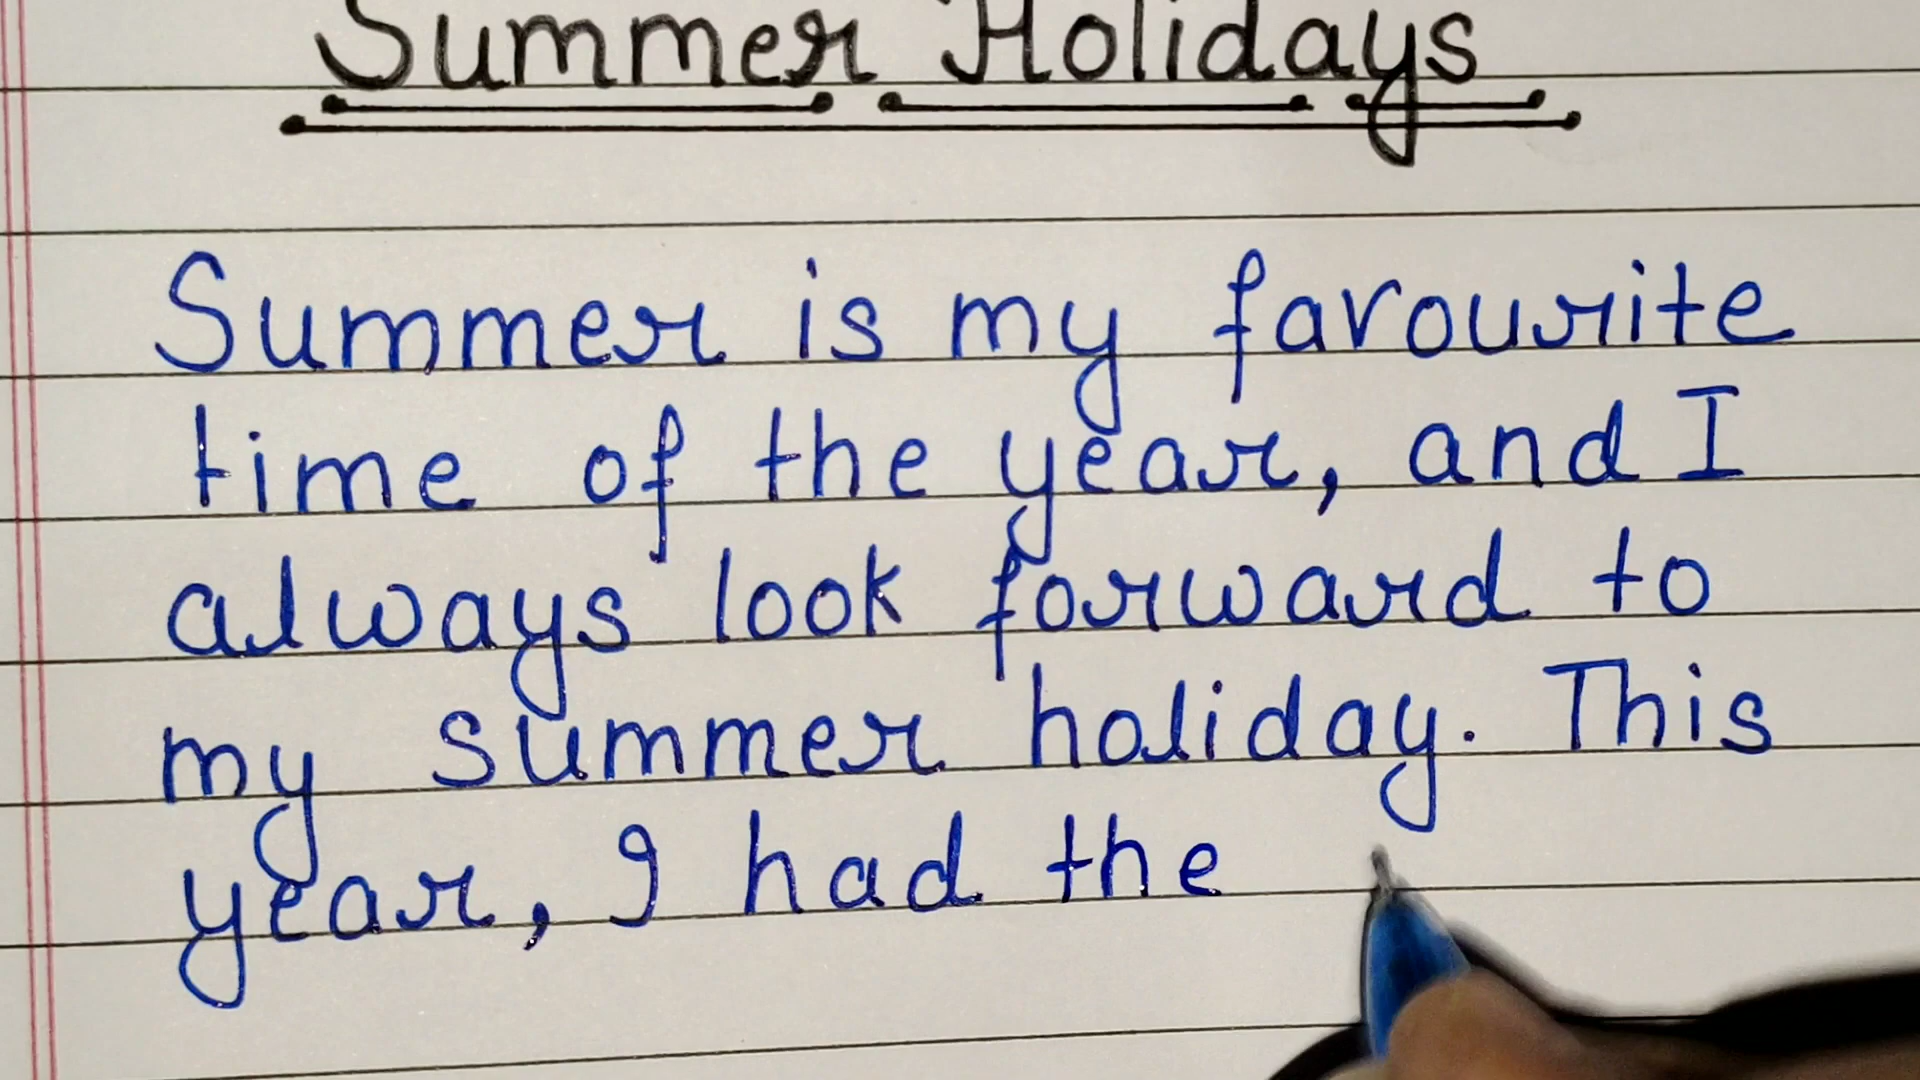 Summer Holidays
Summer is my favourite
time of the year, and I
always look forward to
my summer holiday. This
year, I had the